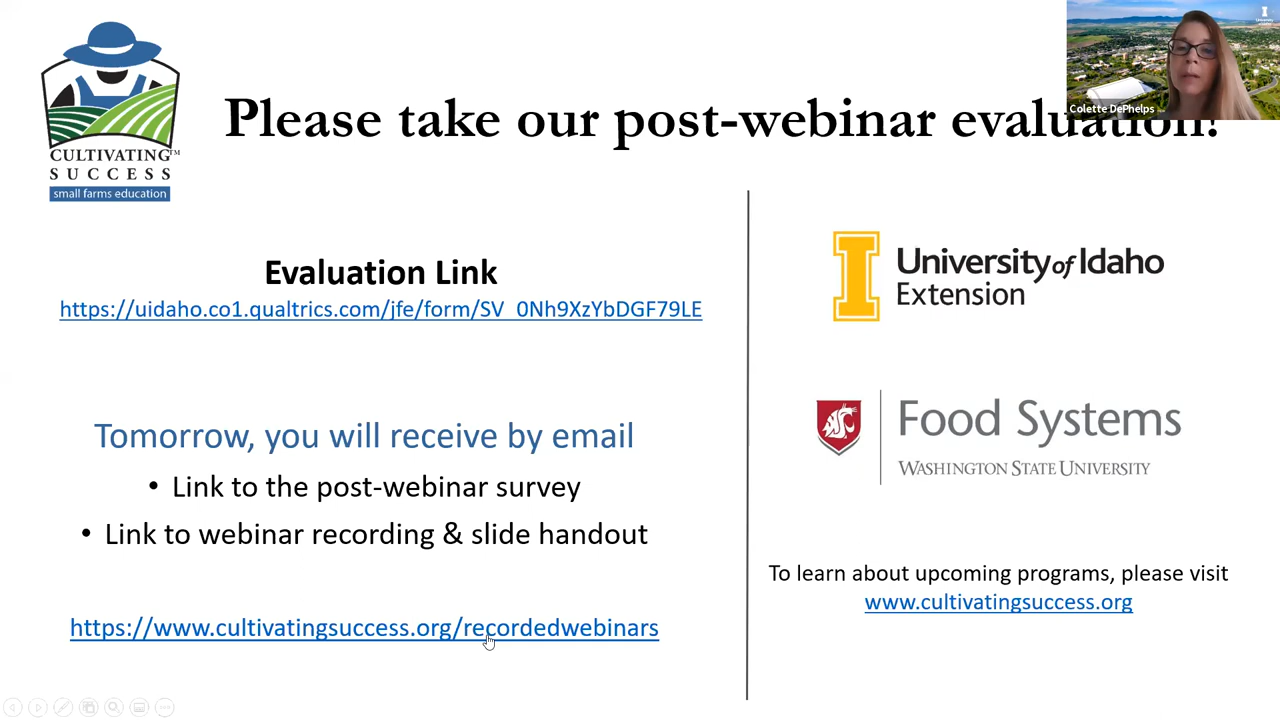 Colette DePhelps
Please take our post-webinar evaluation!
CULTIVATING™
SUCCESS
small farms education
Evaluation Link
https://uidaho.co1.qualtrics.com/jfe/form/SV_0Nh9XzYbDGF79LE
Tomorrow, you will receive by email
• Link to the post-webinar survey
• Link to webinar recording & slide handout
https://www.cultivatingsuccess.org/recordedwebinars
University of Idaho
Extension
Food Systems
WASHINGTON STATE UNIVERSITY
To learn about upcoming programs, please visit
www.cultivatingsuccess.org